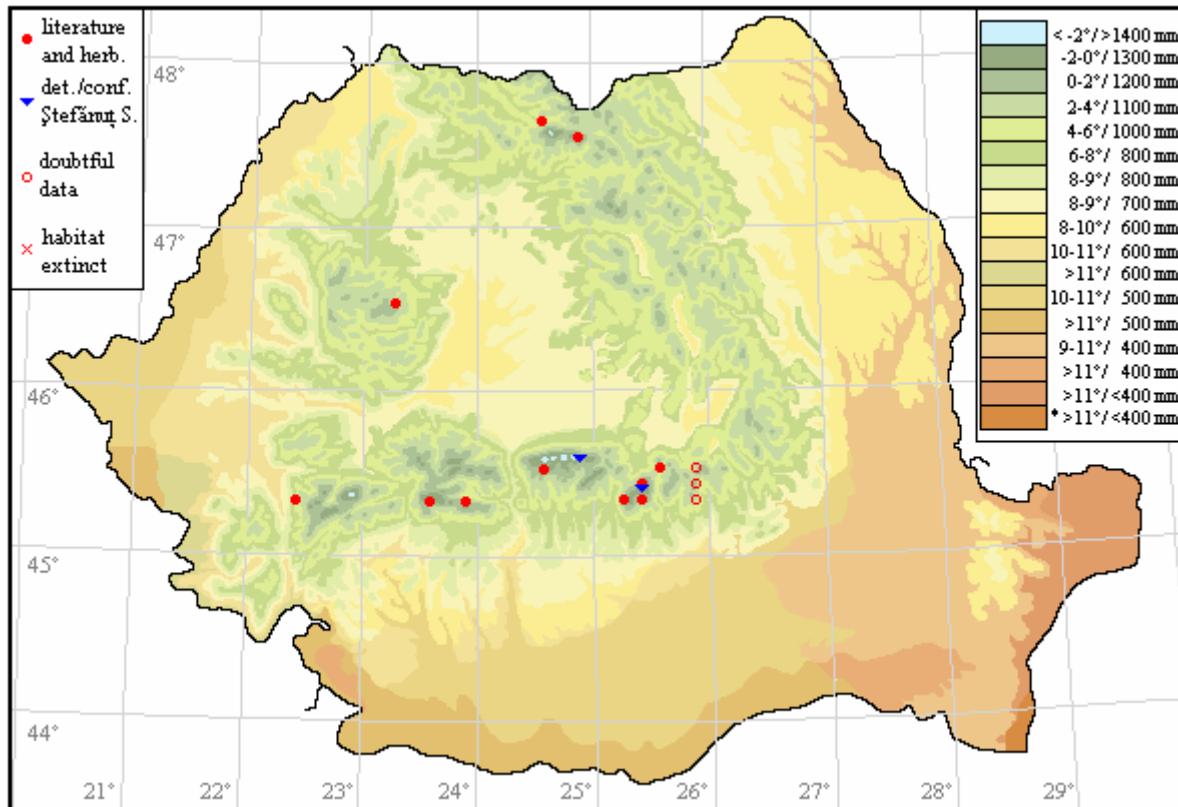 literature
and herb.
det./conf.
Ştefănuţ S.
doubtful
data
habitat
extinct
< -2°/>1400 mm
-2-0°/1300 mm
0-2°/1200 mm
2-4°/1100 mm
4-6°/1000 mm
6-8°/ 800 mm
8-9°/ 800 mm
8-9°/ 700 mm
8-10°/ 600 mm
10-11°/ 600 mm
>11°/ 600 mm
10-11°/ 500 mm
>11°/ 500 mm
9-11°/ 400 mm
>11°/ 400 mm
>11°/<400 mm
* >11°/<400 mm
48°
47°
46°
45°
44°
21° 22° 23° 24° 25° 26° 27° 28° 29°